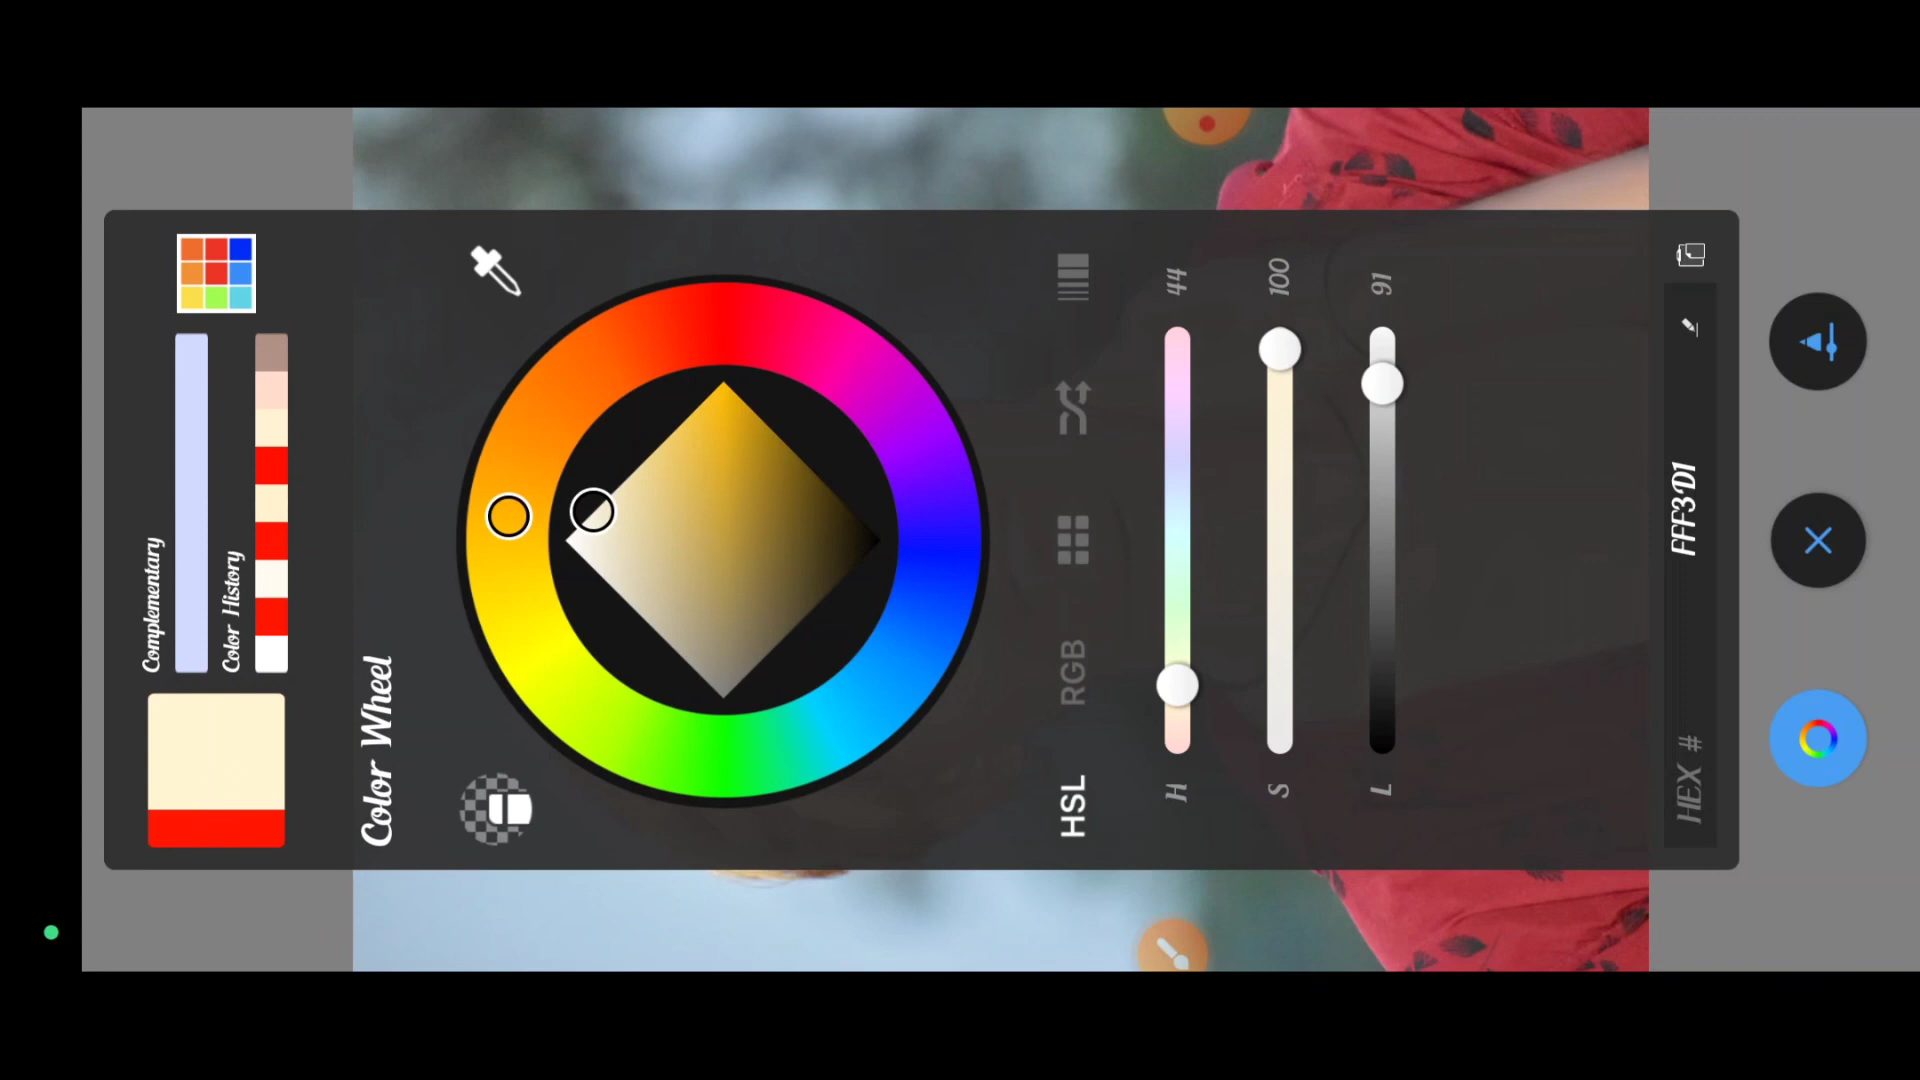 Complementary
Color History
Color Wheel
HSL RGB
H 44
S 100
L 91
HEX # FFF3D1